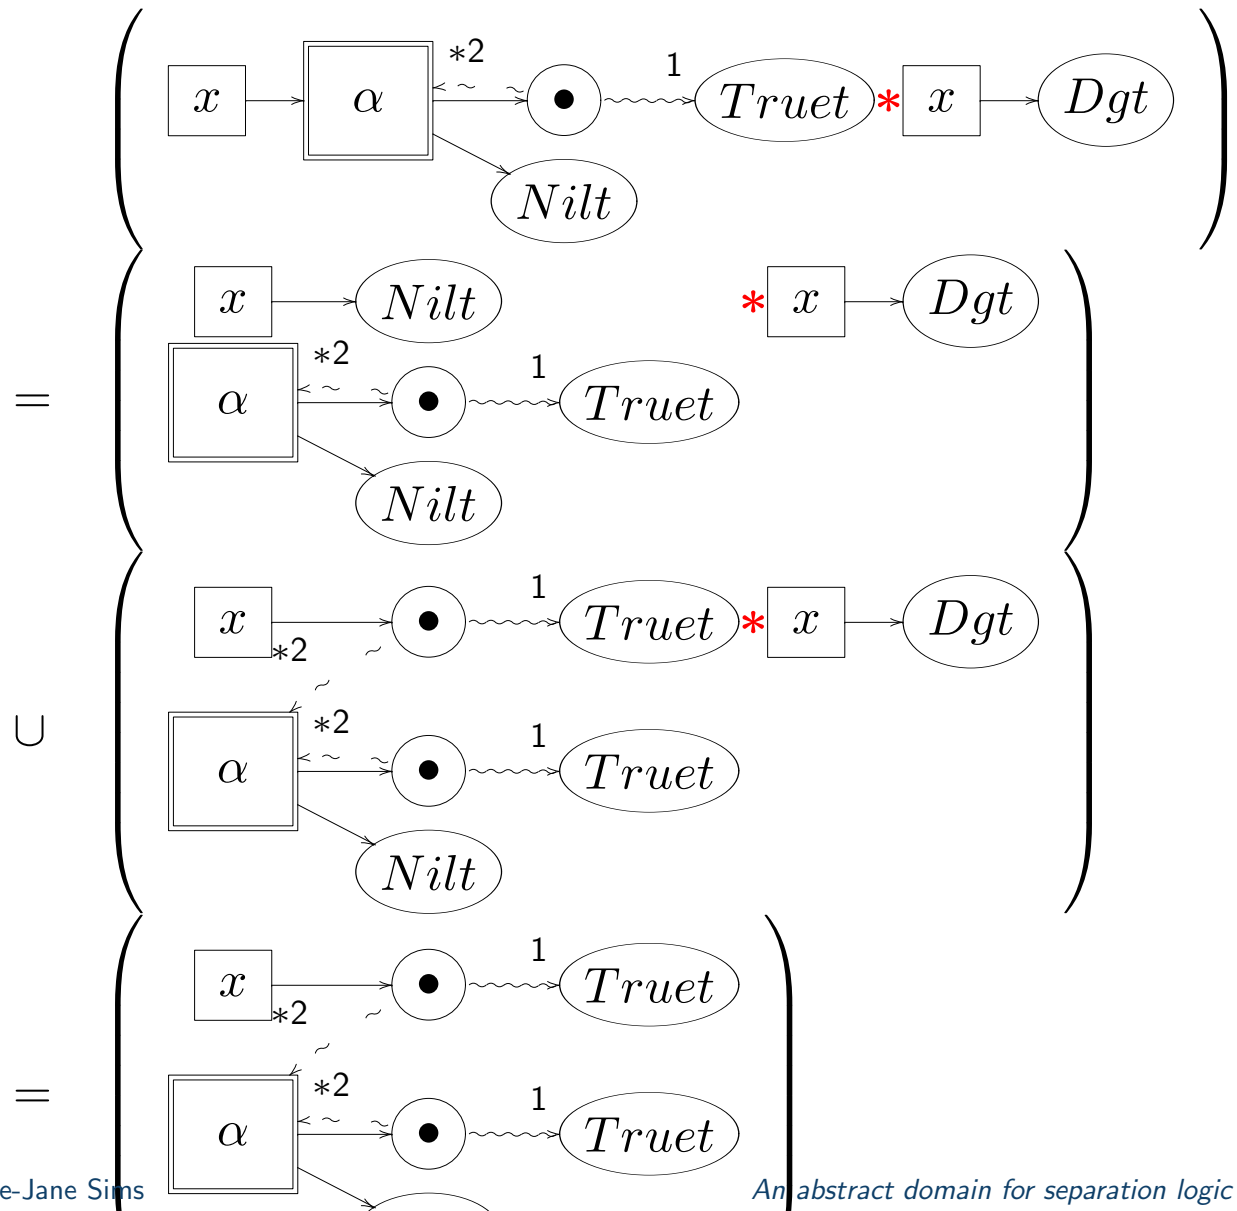 *2 1
x α • Truet * x Dgt
Nilt
x Nilt * x Dgt
*2 1
= α • Truet
Nilt
1
x • Truet * x Dgt
*2
∪ *2 1
α • Truet
Nilt
1
x • Truet
*2
= *2 1
α • Truet
e-Jane Sims An abstract domain for separation logic